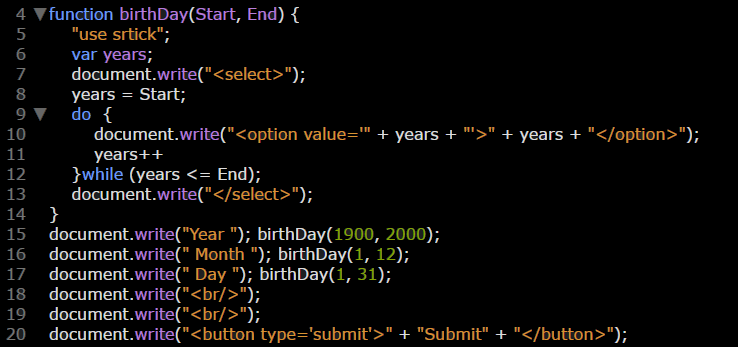 4 ▼function birthDay(Start, End) {
5 "use srtick";
6 var years;
7 document.write("<select>");
8 years = Start;
9 ▼ do {
10 document.write("<option value='" + years + "'>" + years + "</option>");
11 years++
12 }while (years <= End);
13 document.write("</select>");
14 }
15 document.write("Year "); birthDay(1900, 2000);
16 document.write(" Month "); birthDay(1, 12);
17 document.write(" Day "); birthDay(1, 31);
18 document.write("<br/>");
19 document.write("<br/>");
20 document.write("<button type='submit'>" + "Submit" + "</button>");